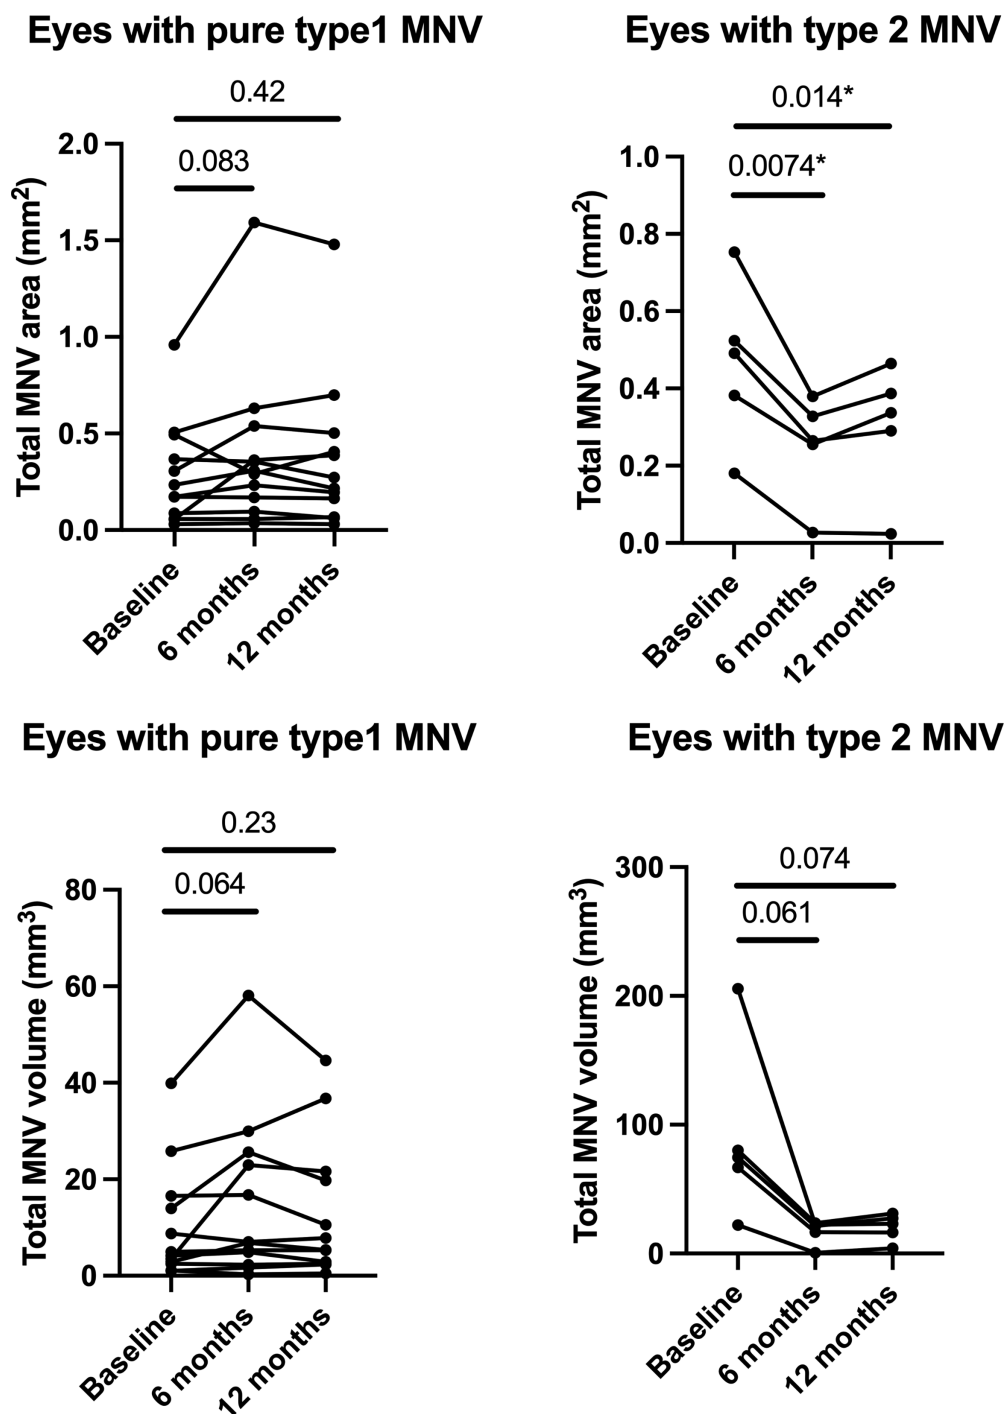 Eyes with pure type1 MNV
0.42
0.083
Total MNV area (mm²)
2.0
1.5
1.0
0.5
0.0
Baseline
6 months
12 months
Eyes with type 2 MNV
0.014*
0.0074*
Total MNV area (mm²)
1.0
0.8
0.6
0.4
0.2
0.0
Baseline
6 months
12 months
Eyes with pure type1 MNV
0.23
0.064
Total MNV volume (mm³)
80
60
40
20
0
Baseline
6 months
12 months
Eyes with type 2 MNV
0.074
0.061
Total MNV volume (mm³)
300
200
100
0
Baseline
6 months
12 months